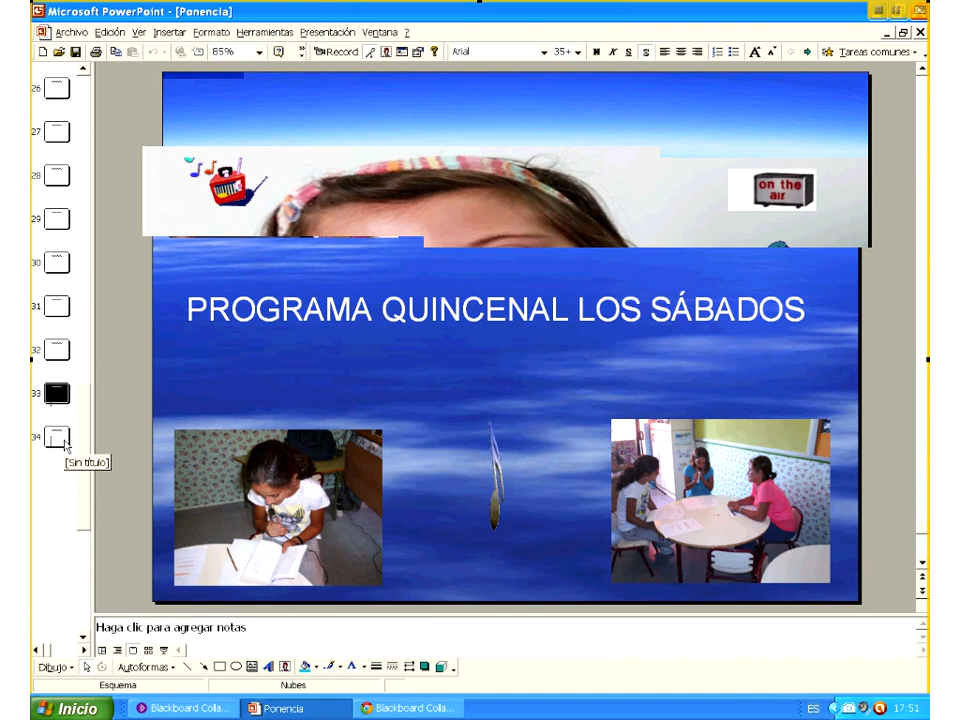 Microsoft PowerPoint - [Ponencia]
Archivo Edición Ver Insertar Formato Herramientas Presentación Ventana ?
85% Record Arial 35+ N K S S Tareas comunes
26
27
28
29
30
31
32
33
34
[Sin título]
on the
air
PROGRAMA QUINCENAL LOS SÁBADOS
Haga clic para agregar notas
Dibujo Autoformas
Esquema Nubes
Inicio Blackboard Colla... Ponencia Blackboard Colla... ES 17:51